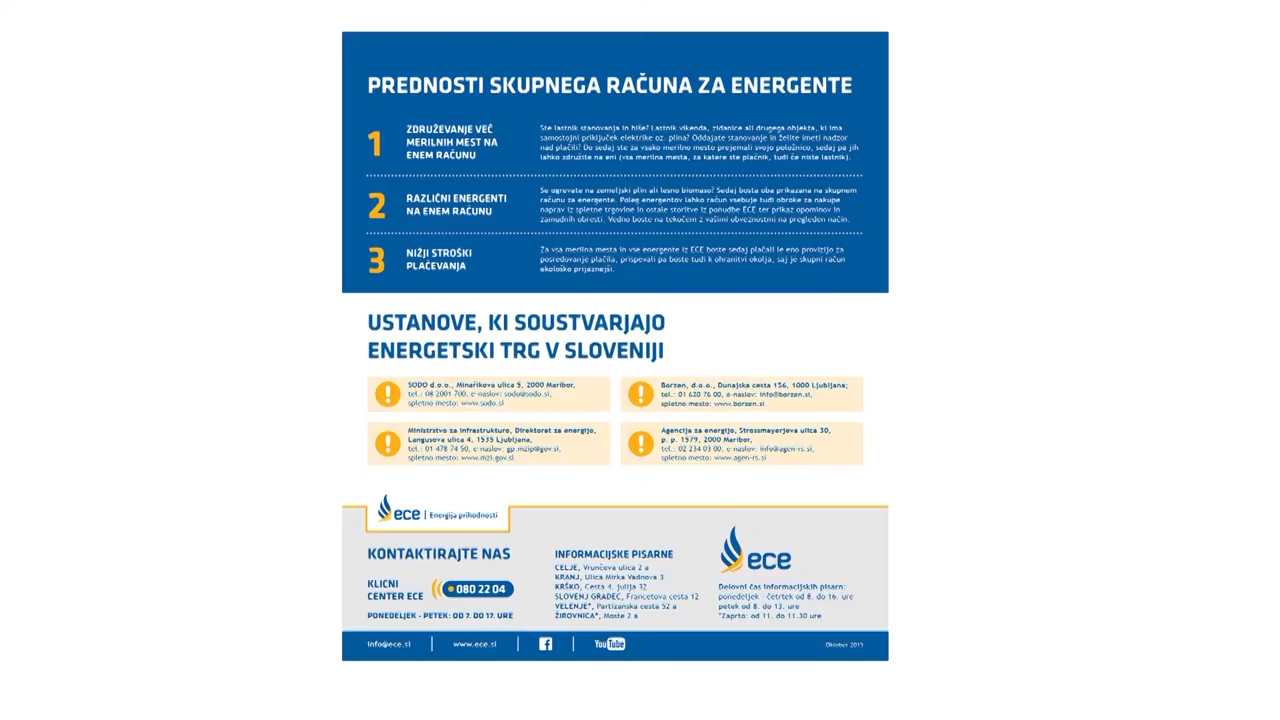 PREDNOSTI SKUPNEGA RAČUNA ZA ENERGENTE
1
ZDRUŽEVANJE VEČ
MERILNIH MEST NA
ENEM RAČUNU
Ste lastnik stanovanja in hiše? Lastnik vikenda, zidanice ali drugega objekta, ki ima
samostojni priključek elektrike oz. plina? Oddajate stanovanje in želite imeti nadzor
nad plačili? Do sedaj ste za vsako merilno mesto prejemali svojo položnico, sedaj pa jih
lahko združite na eni (vsa merilna mesta, za katere ste plačnik, tudi če niste lastnik).
2
RAZLIČNI ENERGENTI
NA ENEM RAČUNU
Se ogrevate na zemeljski plin ali lesno biomaso? Sedaj bosta oba prikazana na skupnem
računu za energente. Poleg energentov lahko račun vsebuje tudi obroke za nakupe
naprav iz spletne trgovine in ostale storitve iz ponudbe ECE ter prikaz opominov in
zamudnih obresti. Vedno boste na tekočem z vašimi obveznostmi na pregleden način.
3
NIŽJI STROŠKI
PLAČEVANJA
Za vsa merilna mesta in vse energente iz ECE boste sedaj plačali le eno provizijo za
posredovanje plačila, prispevali pa boste tudi k ohranitvi okolja, saj je skupni račun
ekološko prijaznejši.
USTANOVE, KI SOUSTVARJAJO
ENERGETSKI TRG V SLOVENIJI
SODO d.o.o., Minařikova ulica 5, 2000 Maribor,
tel.: 08 2001 700, e-naslov: sodo@sodo.si,
spletno mesto: www.sodo.si
Borzen, d.o.o., Dunajska cesta 156, 1000 Ljubljana;
tel.: 01 620 76 00, e-naslov: info@borzen.si,
spletno mesto: www.borzen.si
Ministrstvo za infrastrukturo, Direktorat za energijo,
Langusova ulica 4, 1535 Ljubljana,
tel.: 01 478 74 50, e-naslov: gp.mzip@gov.si,
spletno mesto: www.mzi.gov.si
Agencija za energijo, Strossmayerjeva ulica 30,
p. p. 1579, 2000 Maribor,
tel.: 02 234 03 00, e-naslov: info@agen-rs.si,
spletno mesto: www.agen-rs.si
ece | Energija prihodnosti
KONTAKTIRAJTE NAS
KLICNI
CENTER ECE
080 22 04
PONEDELJEK - PETEK: OD 7. DO 17. URE
INFORMACIJSKE PISARNE
CELJE, Vrunčeva ulica 2 a
KRANJ, Ulica Mirka Vadnova 3
KRŠKO, Cesta 4. julija 32
SLOVENJ GRADEC, Francetova cesta 12
VELENJE*, Partizanska cesta 52 a
ŽIROVNICA*, Moste 2 a
ece
Delovni čas informacijskih pisarn:
ponedeljek - četrtek od 8. do 16. ure
petek od 8. do 13. ure
*Zaprto: od 11. do 11.30 ure
info@ece.si
www.ece.si
f
YouTube
Oktober 2015